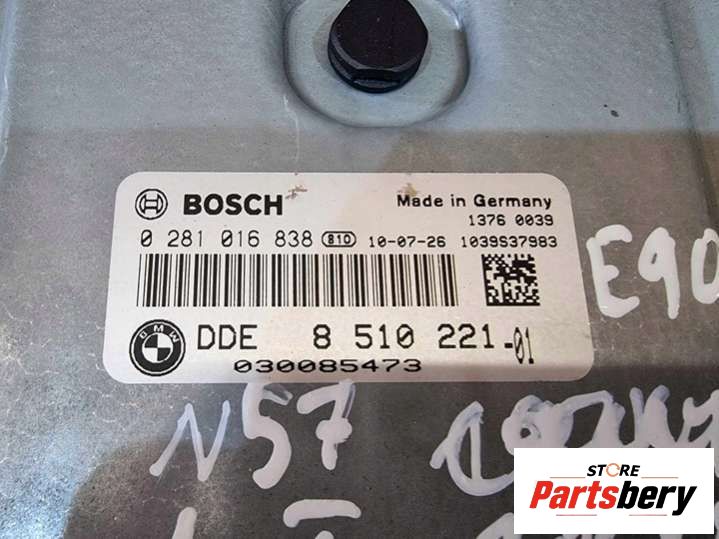 BOSCH
Made in Germany
1376 0039
0 281 016 838 810 10-07-26 1039S37983
BMW DDE 8 510 221-01
030085473
E90
N57
STORE
Partsbery